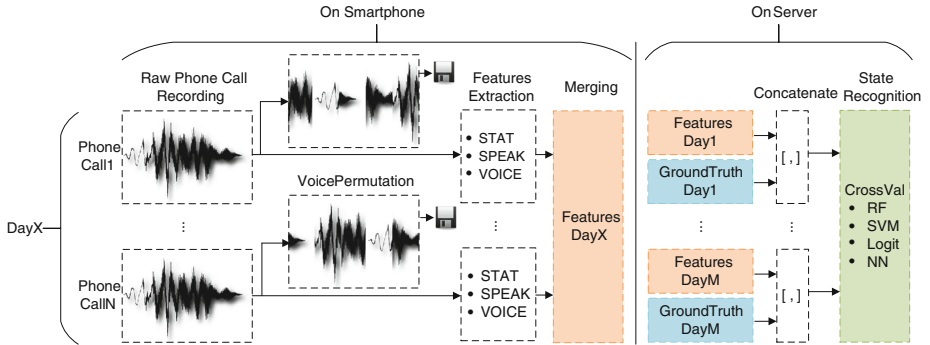 On Smartphone
OnServer
Raw Phone Call
Recording
Features
Extraction
Merging
Concatenate
State
Recognition
DayX
Phone
Call1
• STAT
• SPEAK
• VOICE
VoicePermutation
⋮
⋮
Phone
CallN
• STAT
• SPEAK
• VOICE
Features
DayX
Features
Day1
GroundTruth
Day1
[ , ]
⋮
⋮
Features
DayM
GroundTruth
DayM
[ , ]
CrossVal
• RF
• SVM
• Logit
• NN